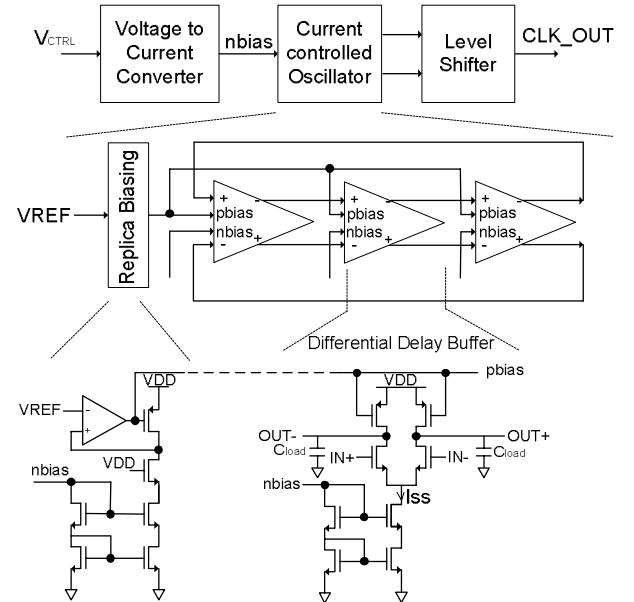 VCTRL
Voltage to
Current
Converter
nbias
Current
controlled
Oscillator
Level
Shifter
CLK_OUT
VREF
Replica Biasing
+
-
pbias
nbias
-
+
+
-
pbias
nbias
-
+
+
-
pbias
nbias
-
+
Differential Delay Buffer
VDD
VDD
pbias
VREF
-
+
OUT-
OUT+
Cload
IN+
IN-
Cload
VDD
nbias
nbias
Iss